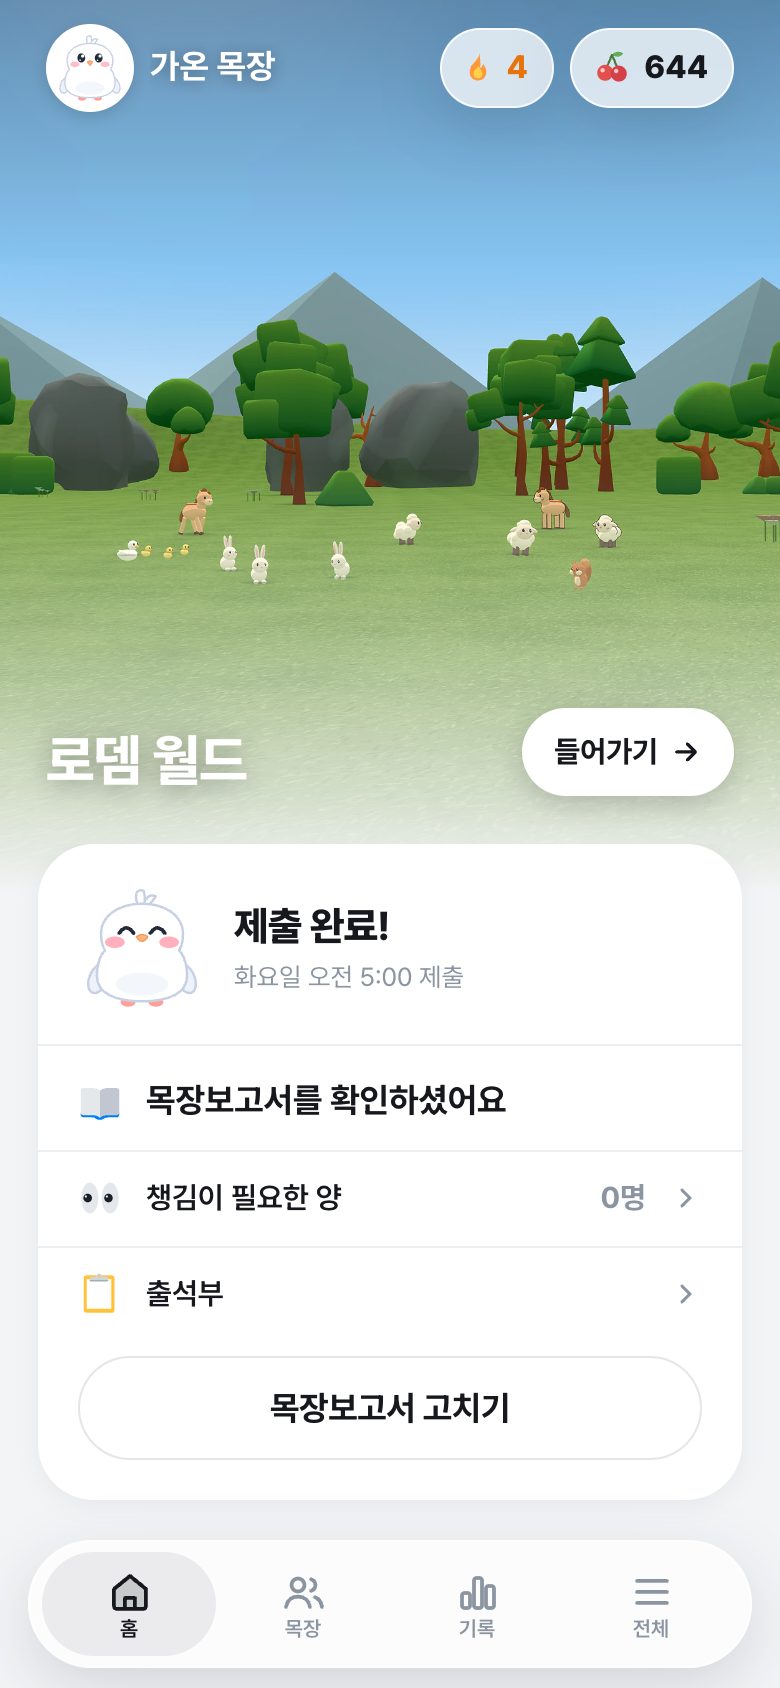 가온 목장
4
644
로뎀 월드
들어가기
제출 완료!
화요일 오전 5:00 제출
목장보고서를 확인하셨어요
챙김이 필요한 양
0명
출석부
목장보고서 고치기
홈
목장
기록
전체